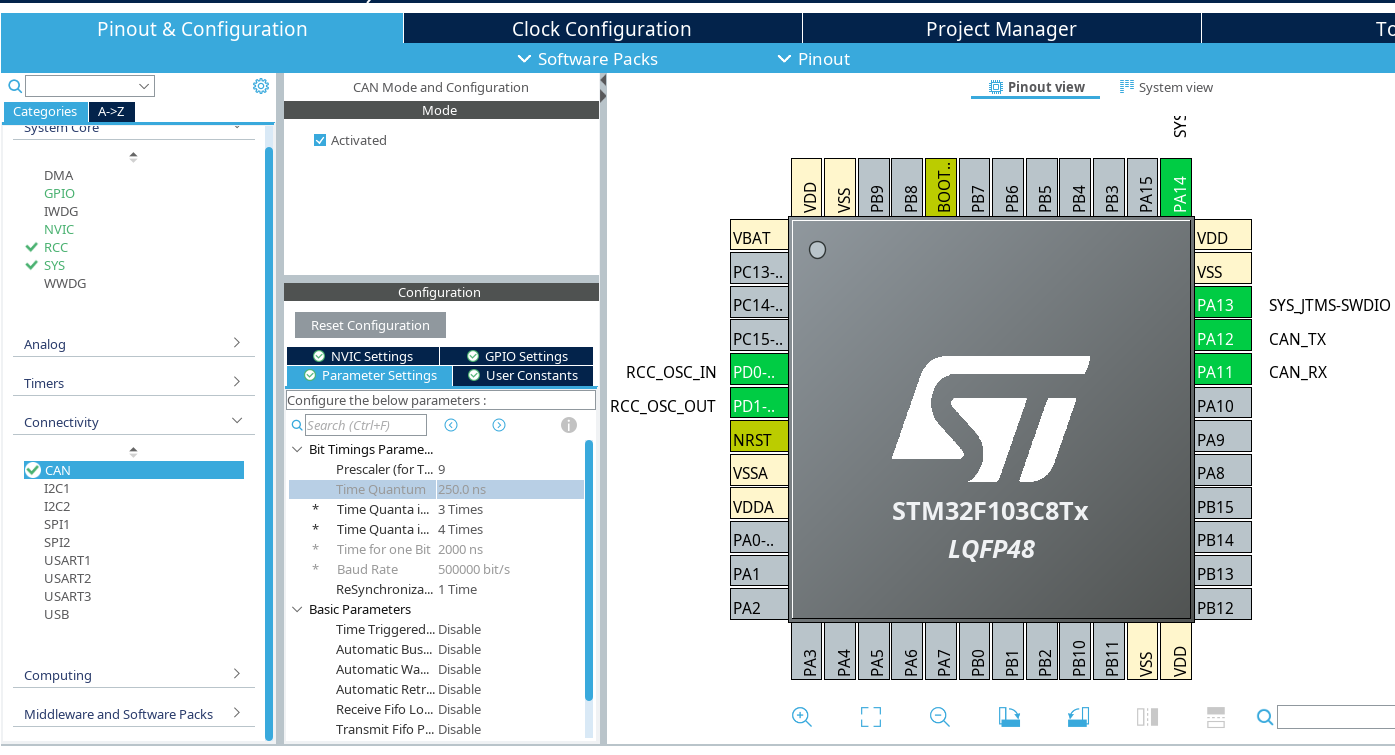 Pinout & Configuration
Clock Configuration
Project Manager
To
Software Packs
Pinout
Categories
A->Z
System Core
DMA
GPIO
IWDG
NVIC
RCC
SYS
WWDG
Analog
Timers
Connectivity
CAN
I2C1
I2C2
SPI1
SPI2
USART1
USART2
USART3
USB
Computing
Middleware and Software Packs
CAN Mode and Configuration
Mode
Activated
Configuration
Reset Configuration
NVIC Settings
GPIO Settings
Parameter Settings
User Constants
Configure the below parameters :
Search (Ctrl+F)
Bit Timings Parame...
Prescaler (for T... 9
Time Quantum 250.0 ns
* Time Quanta i... 3 Times
* Time Quanta i... 4 Times
* Time for one Bit 2000 ns
* Baud Rate 500000 bit/s
ReSynchroniza... 1 Time
Basic Parameters
Time Triggered... Disable
Automatic Bus... Disable
Automatic Wa... Disable
Automatic Retr... Disable
Receive Fifo Lo... Disable
Transmit Fifo P... Disable
Pinout view
System view
SYS
VDD
VSS
PB9
PB8
BOOT..
PB7
PB6
PB5
PB4
PB3
PA15
PA14
VBAT
PC13-..
PC14-..
PC15-..
RCC_OSC_IN PD0-..
RCC_OSC_OUT PD1-..
NRST
VSSA
VDDA
PA0-..
PA1
PA2
ST
STM32F103C8Tx
LQFP48
VDD
VSS
PA13 SYS_JTMS-SWDIO
PA12 CAN_TX
PA11 CAN_RX
PA10
PA9
PA8
PB15
PB14
PB13
PB12
PA3
PA4
PA5
PA6
PA7
PB0
PB1
PB2
PB10
PB11
VSS
VDD